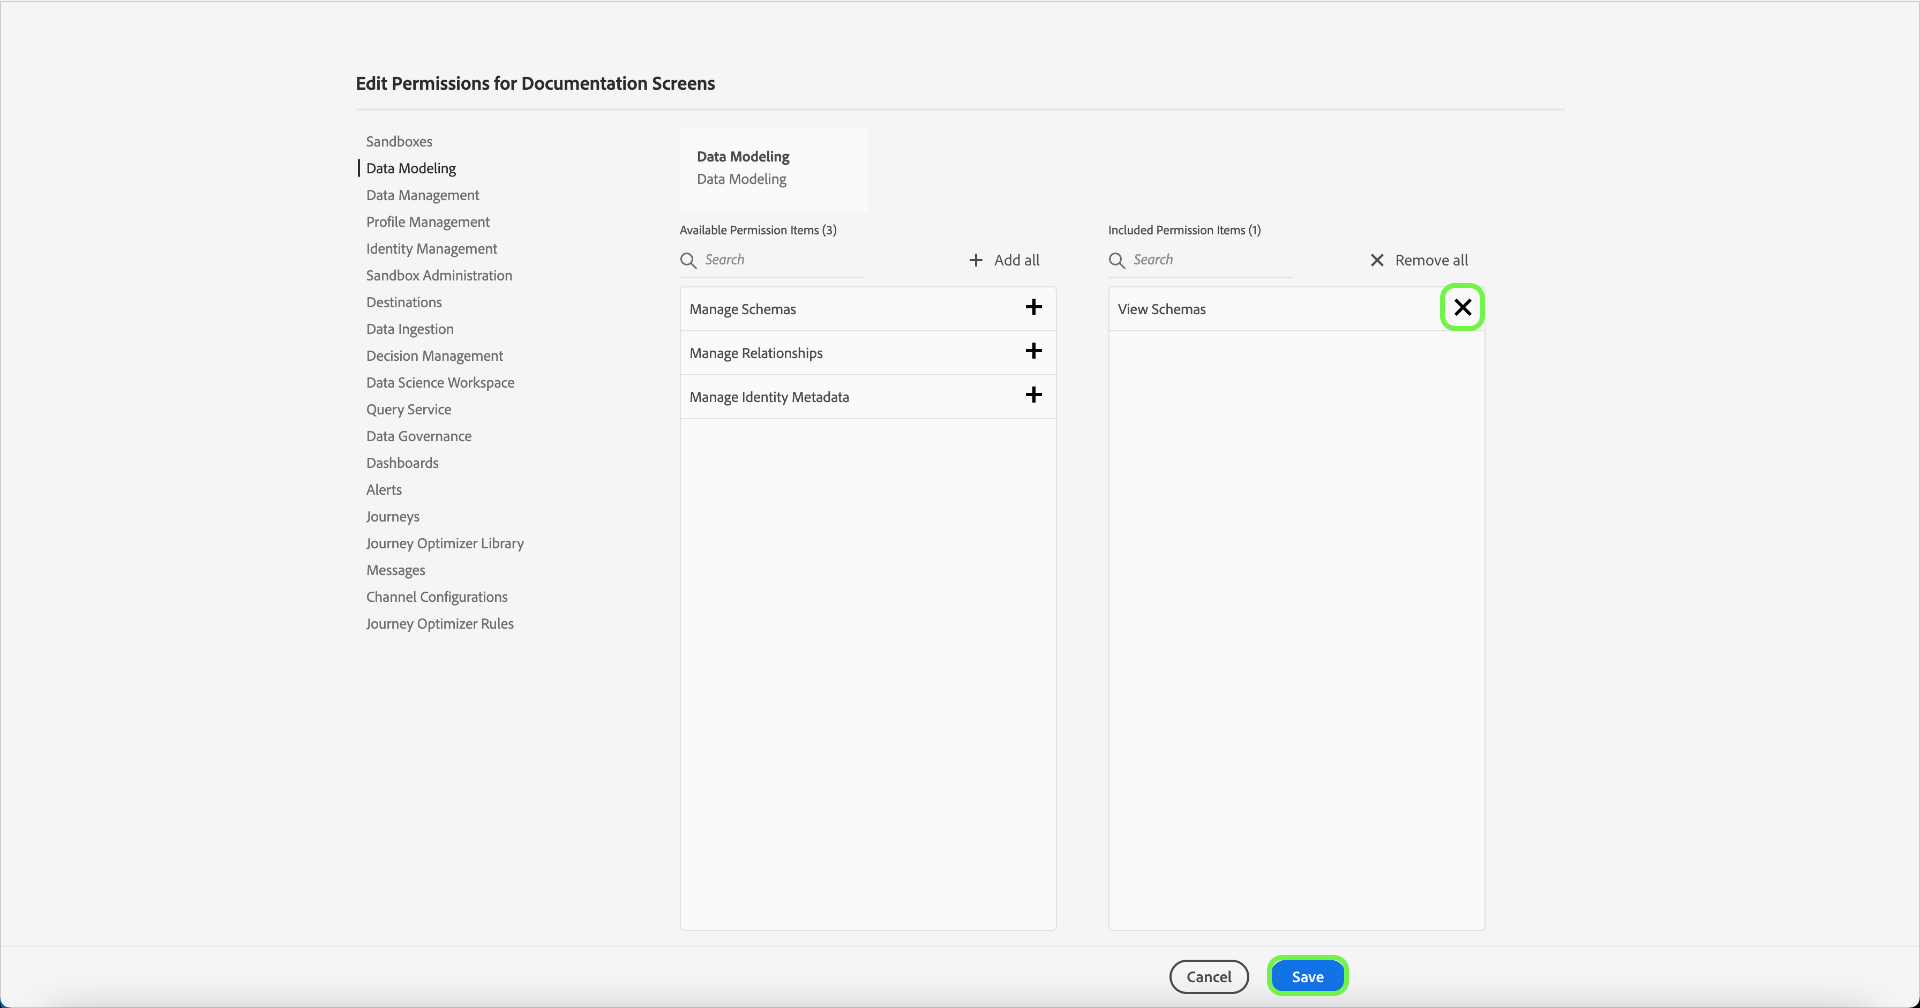 Edit Permissions for Documentation Screens
Sandboxes
Data Modeling
Data Management
Profile Management
Identity Management
Sandbox Administration
Destinations
Data Ingestion
Decision Management
Data Science Workspace
Query Service
Data Governance
Dashboards
Alerts
Journeys
Journey Optimizer Library
Messages
Channel Configurations
Journey Optimizer Rules
Data Modeling
Data Modeling
Available Permission Items (3)
Search
Add all
Manage Schemas
Manage Relationships
Manage Identity Metadata
Included Permission Items (1)
Search
Remove all
View Schemas
Cancel
Save